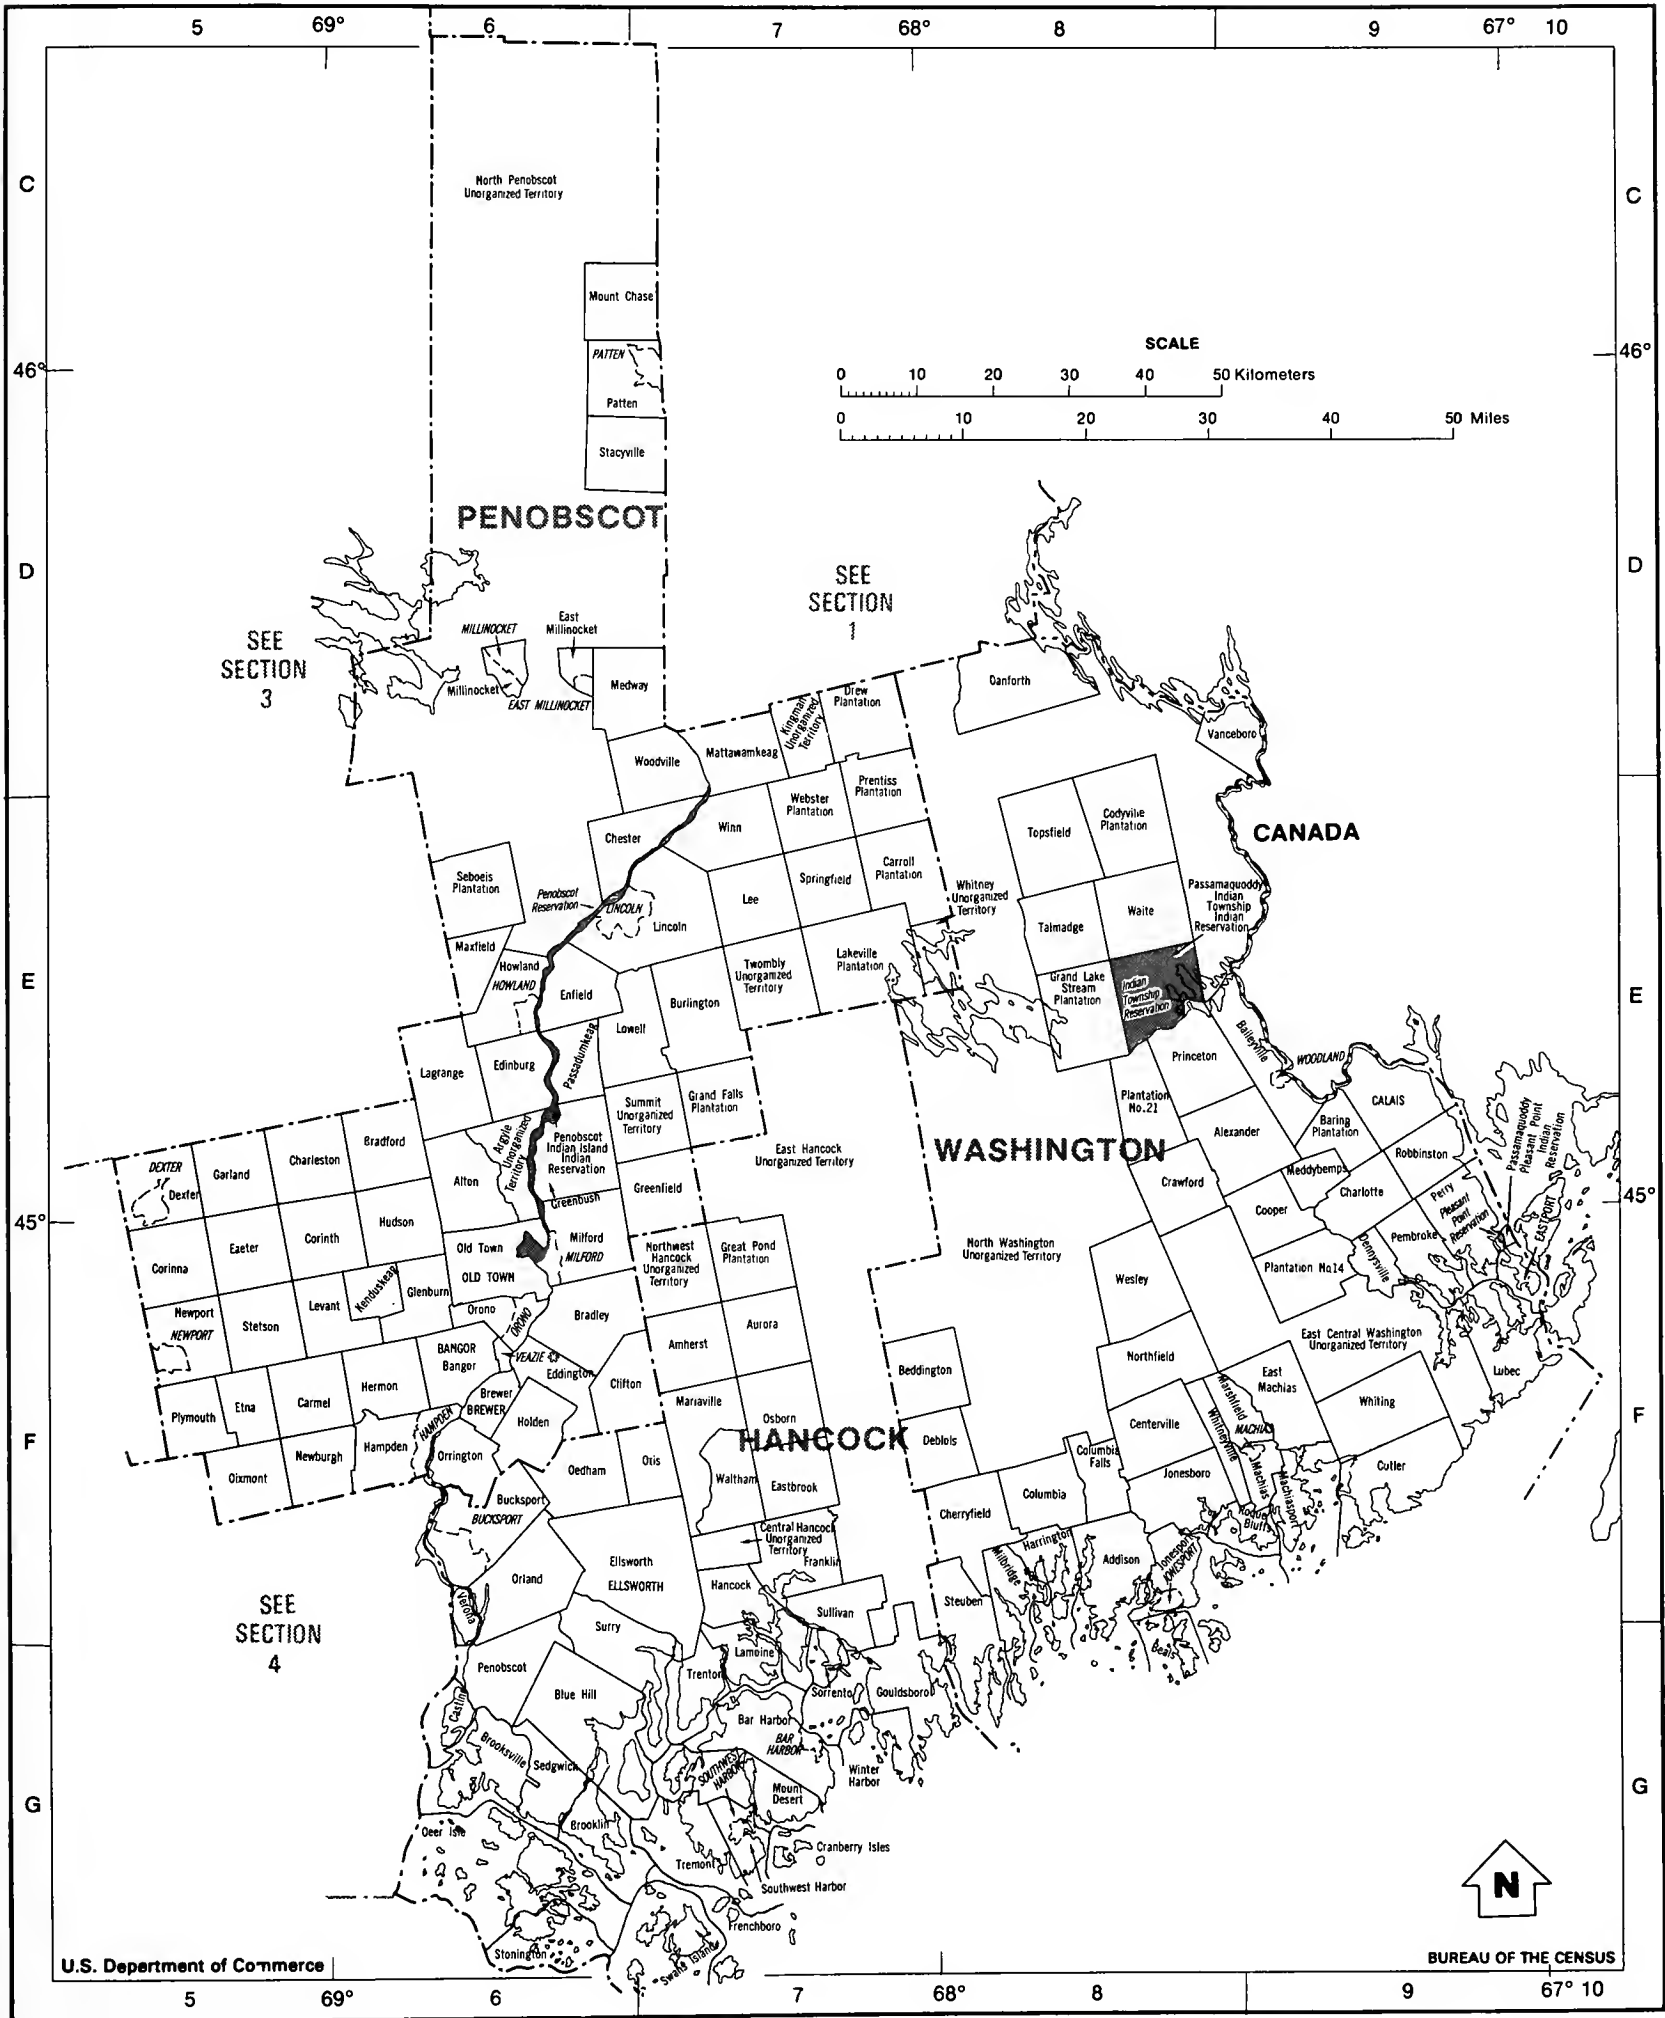 5 69° 6 7 68° 8 9 67° 10
C
C
North Penobscot
Unorganized Territory
Mount Chase
SCALE
46°
46°
PATTEN
Patten
0 10 20 30 40 50 Kilometers
0 10 20 30 40 50 Miles
Stacyville
PENOBSCOT
D
D
SEE
SECTION
1
SEE
SECTION
3
MILLINOCKET
East
Millinocket
Millinocket
EAST MILLINOCKET
Medway
Danforth
Drew
Plantation
Kingman
Unorganized
Territory
Vanceboro
Woodville
Mattawamkeag
Prentiss
Plantation
Webster
Plantation
Codyville
Plantation
Topsfield
CANADA
Chester
Winn
Seboeis
Plantation
Carroll
Plantation
Springfield
Lee
Penobscot
Reservation
LINCOLN
Lincoln
Whitney
Unorganized
Territory
Passamaquoddy
Indian
Township
Indian
Reservation
Waite
Talmadge
Maxfield
Howland
HOWLAND
Enfield
Twombly
Unorganized
Territory
Lakeville
Plantation
E
E
Grand Lake
Stream
Plantation
Indian
Township
Reservation
Burlington
Lowell
Baileyville
WOODLAND
Lagrange
Edinburg
Passadumkeag
Princeton
Plantation
No.21
Grand Falls
Plantation
Summit
Unorganized
Territory
CALAIS
Baring
Plantation
Passamaquoddy
Pleasant Point
Indian
Reservation
Bradford
Charleston
Garland
DEXTER
Dexter
Argyle
Unorganized
Territory
Penobscot
Indian Island
Indian
Reservation
Alexander
WASHINGTON
East Hancock
Unorganized Territory
Robbinston
Meddybemps
Charlotte
Crawford
Alton
Greenbush
Greenfield
Perry
Pleasant
Point
Reservation
EASTPORT
45°
45°
Hudson
Corinth
Exeter
Corinna
Cooper
Pembroke
Dennysville
Old Town
OLD TOWN
Milford
MILFORD
Northwest
Hancock
Unorganized
Territory
Great Pond
Plantation
North Washington
Unorganized Territory
Plantation No14
Wesley
Newport
NEWPORT
Stetson
Levant
Kenduskeag
Glenburn
Orono
ORONO
Bradley
Aurora
Amherst
East Central Washington
Unorganized Territory
Lubec
BANGOR
Bangor
VEAZIE
Eddington
Clifton
Beddington
Northfield
East
Machias
Whiting
Plymouth
Etna
Carmel
Hermon
Brewer
BREWER
Holden
Mariaville
Osborn
HANCOCK
Marshfield
Whitneyville
MACHIAS
Centerville
F
F
Dixmont
Newburgh
Hampden
HAMPDEN
Orrington
Dedham
Otis
Waltham
Eastbrook
Deblois
Columbia
Falls
Jonesboro
Machias
Machiasport
Cutler
Bucksport
BUCKSPORT
Cherryfield
Columbia
Roque
Bluffs
Central Hancock
Unorganized
Territory
Franklin
Harrington
Milbridge
Addison
Jonesport
JONESPORT
Ellsworth
ELLSWORTH
Orland
Hancock
Steuben
Verona
SEE
SECTION
4
Surry
Sullivan
Beals
Lamoine
Penobscot
Blue Hill
Trenton
Sorrento
Gouldsboro
Castine
Bar Harbor
BAR
HARBOR
Brooksville
Sedgwick
SOUTHWEST
HARBOR
Mount
Desert
Winter
Harbor
G
G
Deer Isle
Brooklin
Cranberry Isles
Tremont
Southwest Harbor
Frenchboro
Stonington
Swans Island
N
U.S. Department of Commerce
BUREAU OF THE CENSUS
5 69° 6 7 68° 8 9 67° 10